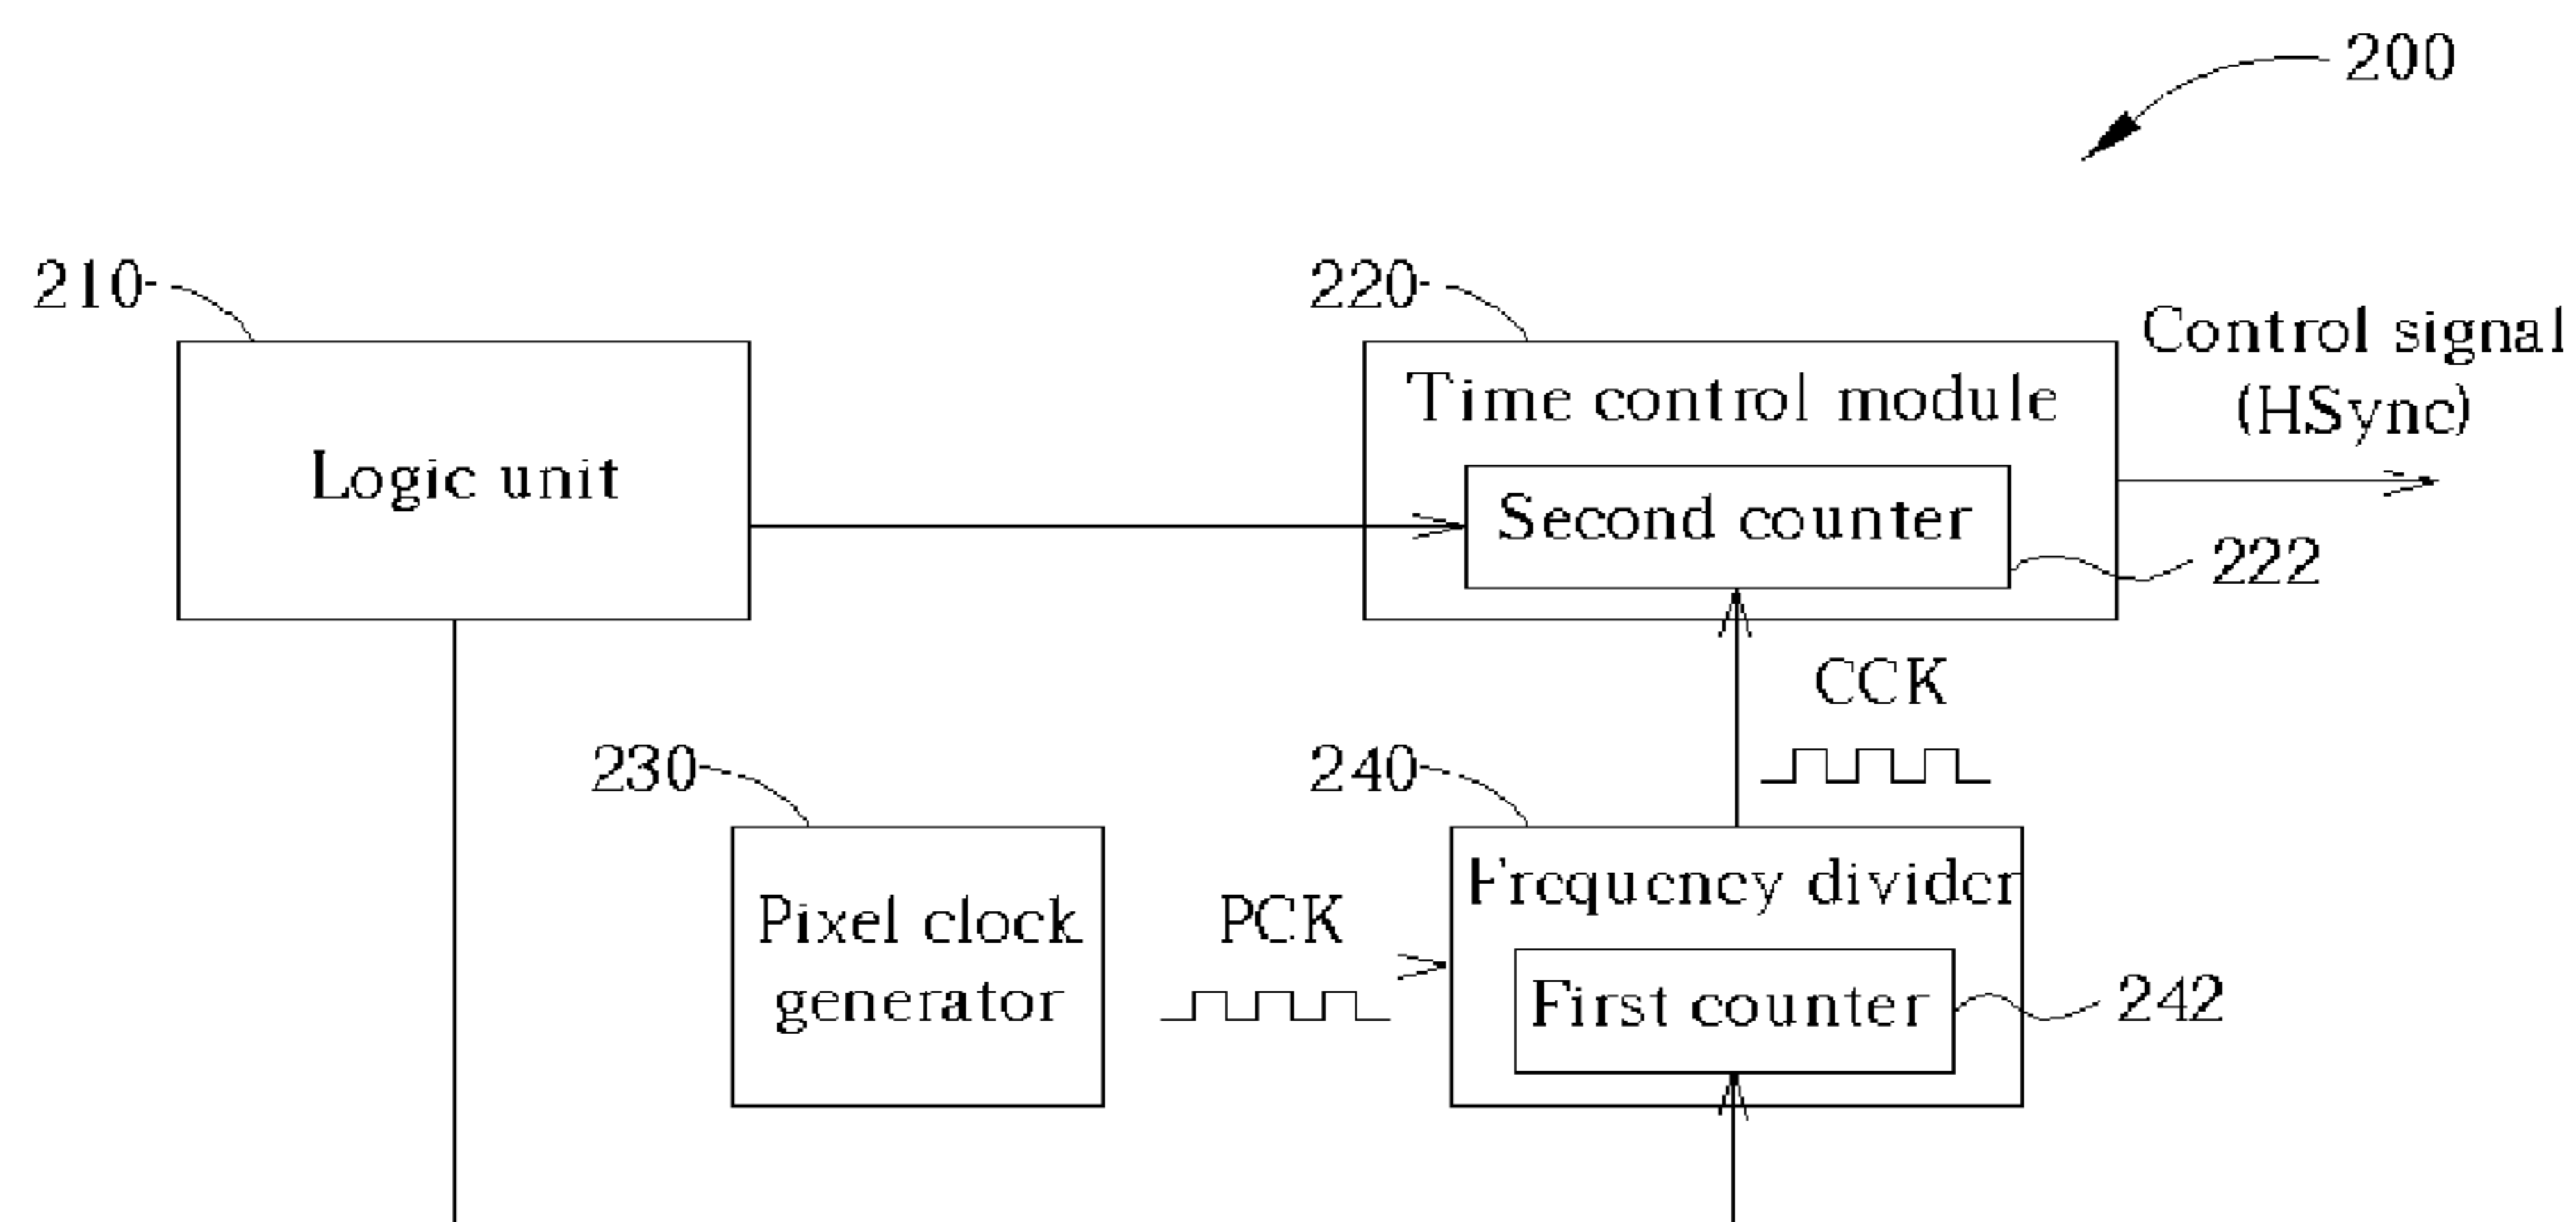 200
210
220
Control signal
(HSync)
Time control module
Logic unit
Second counter
222
CCK
230
240
Frequency divider
Pixel clock
generator
PCK
First counter
242